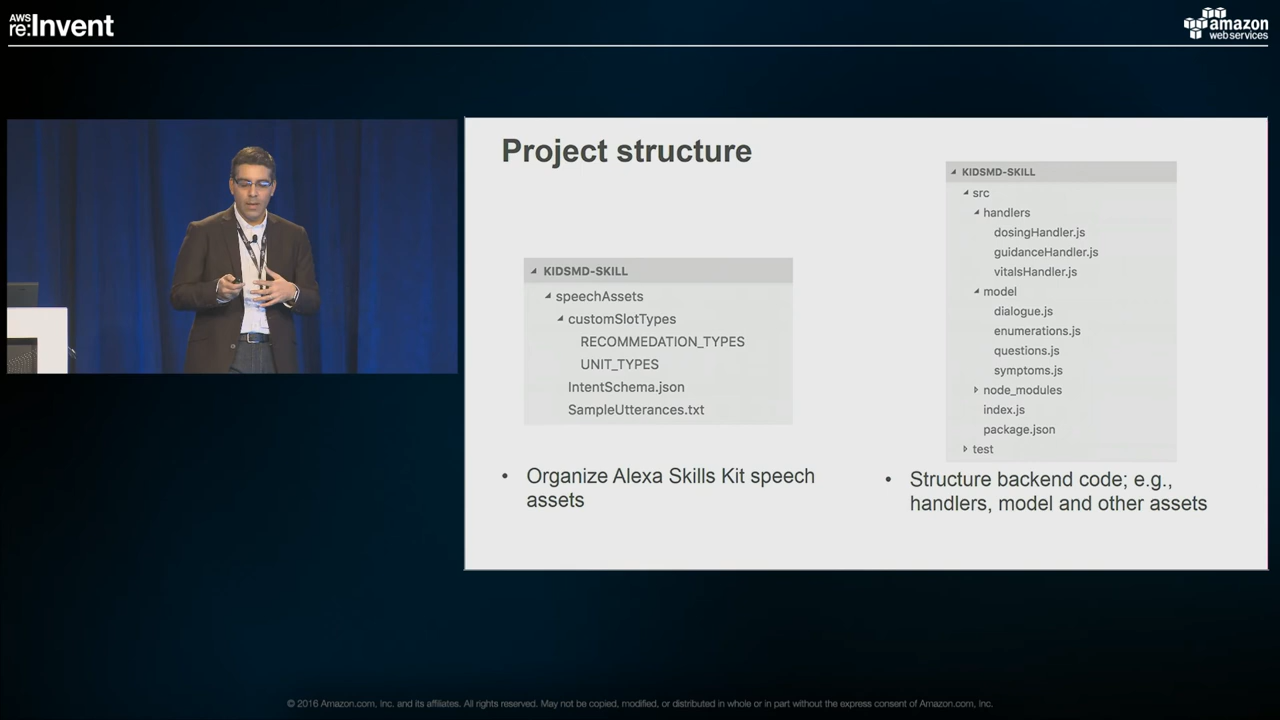 AWS
re:Invent
amazon
web services
Project structure
KIDSMD-SKILL
speechAssets
customSlotTypes
RECOMMEDATION_TYPES
UNIT_TYPES
IntentSchema.json
SampleUtterances.txt
• Organize Alexa Skills Kit speech
assets
KIDSMD-SKILL
src
handlers
dosingHandler.js
guidanceHandler.js
vitalsHandler.js
model
dialogue.js
enumerations.js
questions.js
symptoms.js
node_modules
index.js
package.json
test
• Structure backend code; e.g.,
handlers, model and other assets
© 2016 Amazon.com, Inc. and its affiliates. All rights reserved. May not be copied, modified, or distributed in whole or in part without the express consent of Amazon.com, Inc.